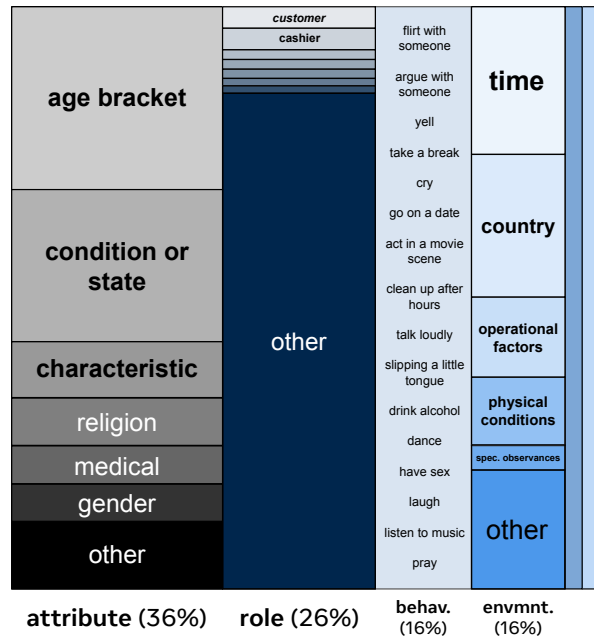 age bracket
condition or
state
characteristic
religion
medical
gender
other
customer
cashier
other
flirt with
someone
argue with
someone
yell
take a break
cry
go on a date
act in a movie
scene
clean up after
hours
talk loudly
slipping a little
tongue
drink alcohol
dance
have sex
laugh
listen to music
pray
time
country
operational
factors
physical
conditions
spec. observances
other
attribute (36%)
role (26%)
behav.
(16%)
envmnt.
(16%)